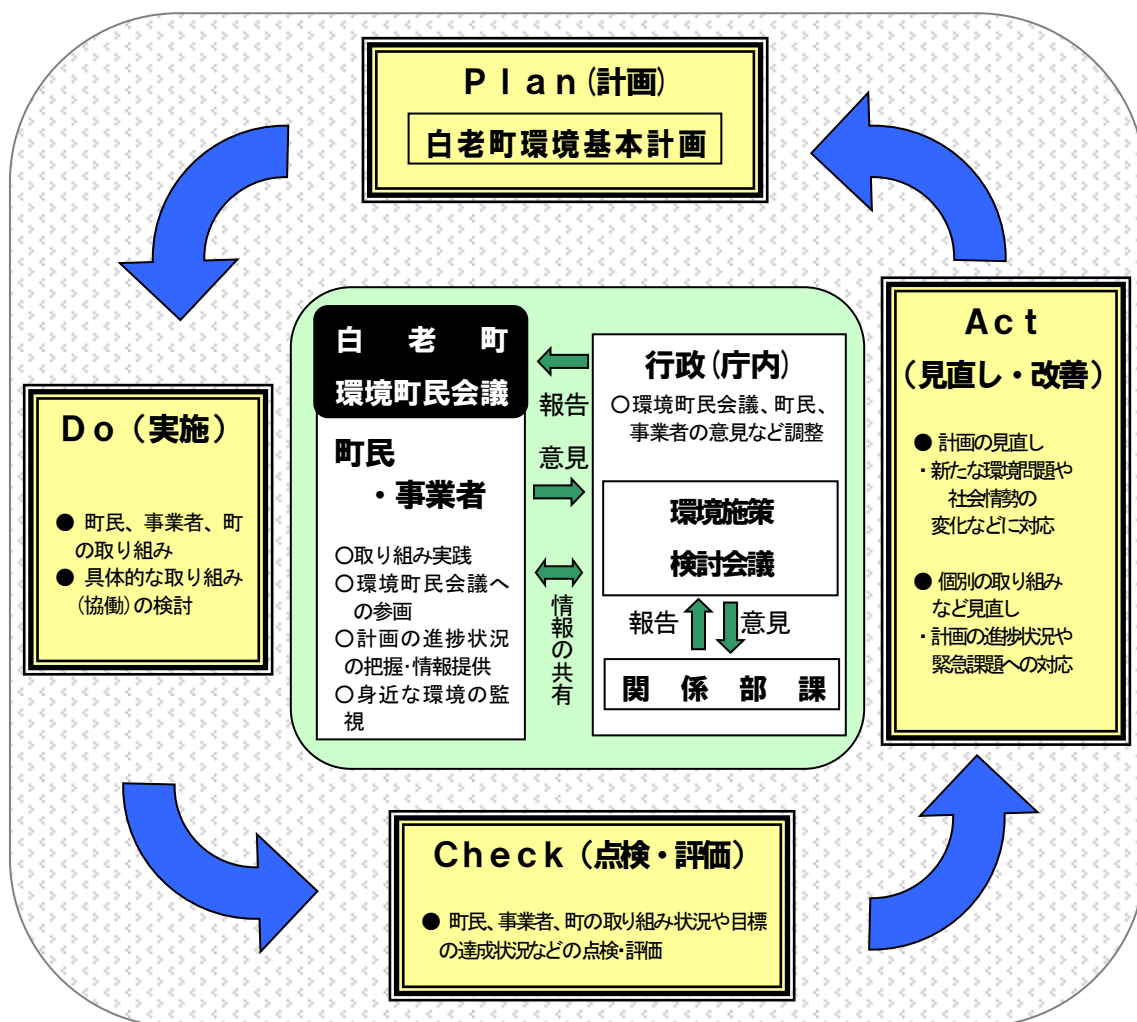 Plan(計画)
白老町環境基本計画
Do(実施)
● 町民、事業者、町
の取り組み
● 具体的な取り組み
(協働)の検討
白老町
環境町民会議
町民
・事業者
○取り組み実践
○環境町民会議へ
の参画
○計画の進捗状況
の把握・情報提供
○身近な環境の監
視
報告
意見
情報の共有
行政(庁内)
○環境町民会議、町民、
事業者の意見など調整
環境施策
検討会議
報告
意見
関係部課
Act
(見直し・改善)
● 計画の見直し
・新たな環境問題や
社会情勢の
変化などに対応
● 個別の取り組み
など見直し
・計画の進捗状況や
緊急課題への対応
Check(点検・評価)
● 町民、事業者、町の取り組み状況や目標
の達成状況などの点検・評価